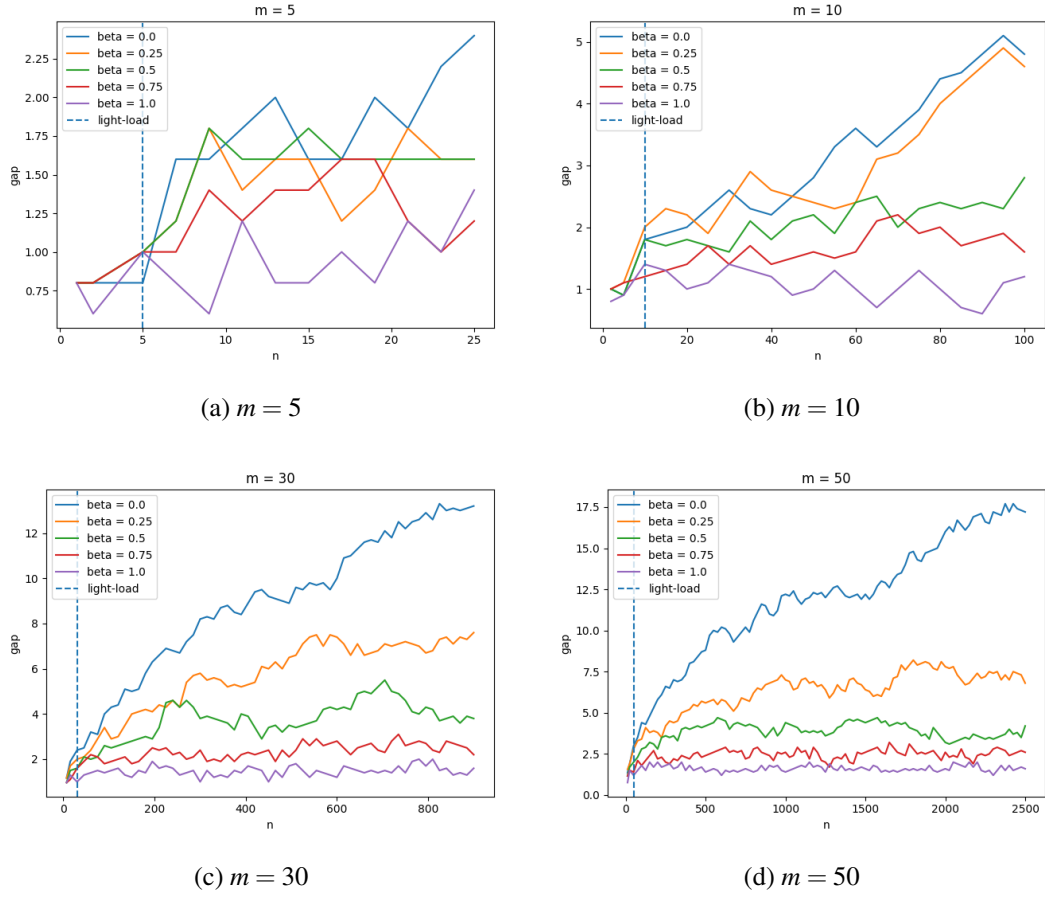 m = 5
gap
2.25
2.00
1.75
1.50
1.25
1.00
0.75
beta = 0.0
beta = 0.25
beta = 0.5
beta = 0.75
beta = 1.0
light-load
0 5 10 15 20 25
n
(a) m = 5
m = 10
gap
5
4
3
2
1
beta = 0.0
beta = 0.25
beta = 0.5
beta = 0.75
beta = 1.0
light-load
0 20 40 60 80 100
n
(b) m = 10
m = 30
gap
12
10
8
6
4
2
beta = 0.0
beta = 0.25
beta = 0.5
beta = 0.75
beta = 1.0
light-load
0 200 400 600 800
n
(c) m = 30
m = 50
gap
17.5
15.0
12.5
10.0
7.5
5.0
2.5
0.0
beta = 0.0
beta = 0.25
beta = 0.5
beta = 0.75
beta = 1.0
light-load
0 500 1000 1500 2000 2500
n
(d) m = 50